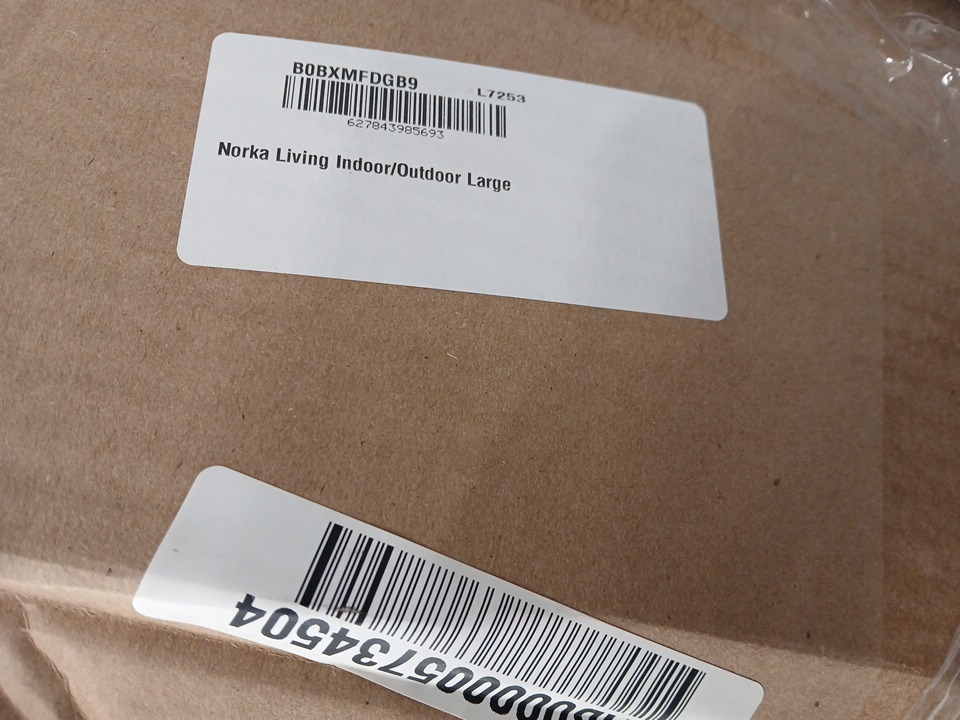 B0BXMFDGB9
L7253
627843985693
Norka Living Indoor/Outdoor Large
00005734504